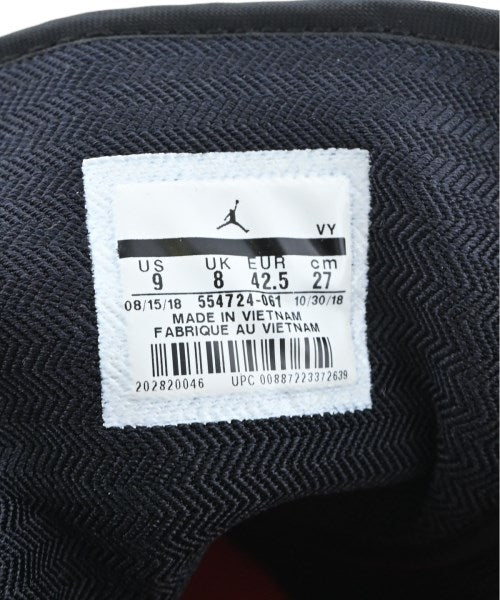 VY
US UK EUR cm
9 8 42.5 27
08/15/18 554724-061 10/30/18
MADE IN VIETNAM
FABRIQUE AU VIETNAM
202820046 UPC 00887223372639